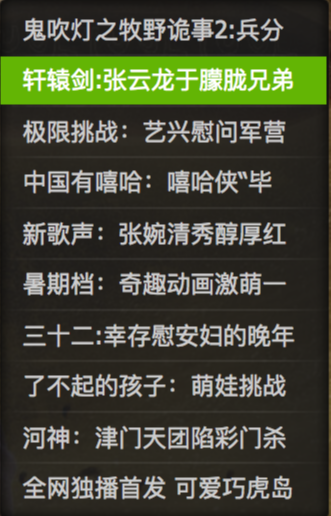 鬼吹灯之牧野诡事2:兵分
轩辕剑:张云龙于朦胧兄弟
极限挑战：艺兴慰问军营
中国有嘻哈：嘻哈侠“毕
新歌声：张婉清秀醇厚红
暑期档：奇趣动画激萌一
三十二:幸存慰安妇的晚年
了不起的孩子：萌娃挑战
河神：津门天团陷彩门杀
全网独播首发 可爱巧虎岛